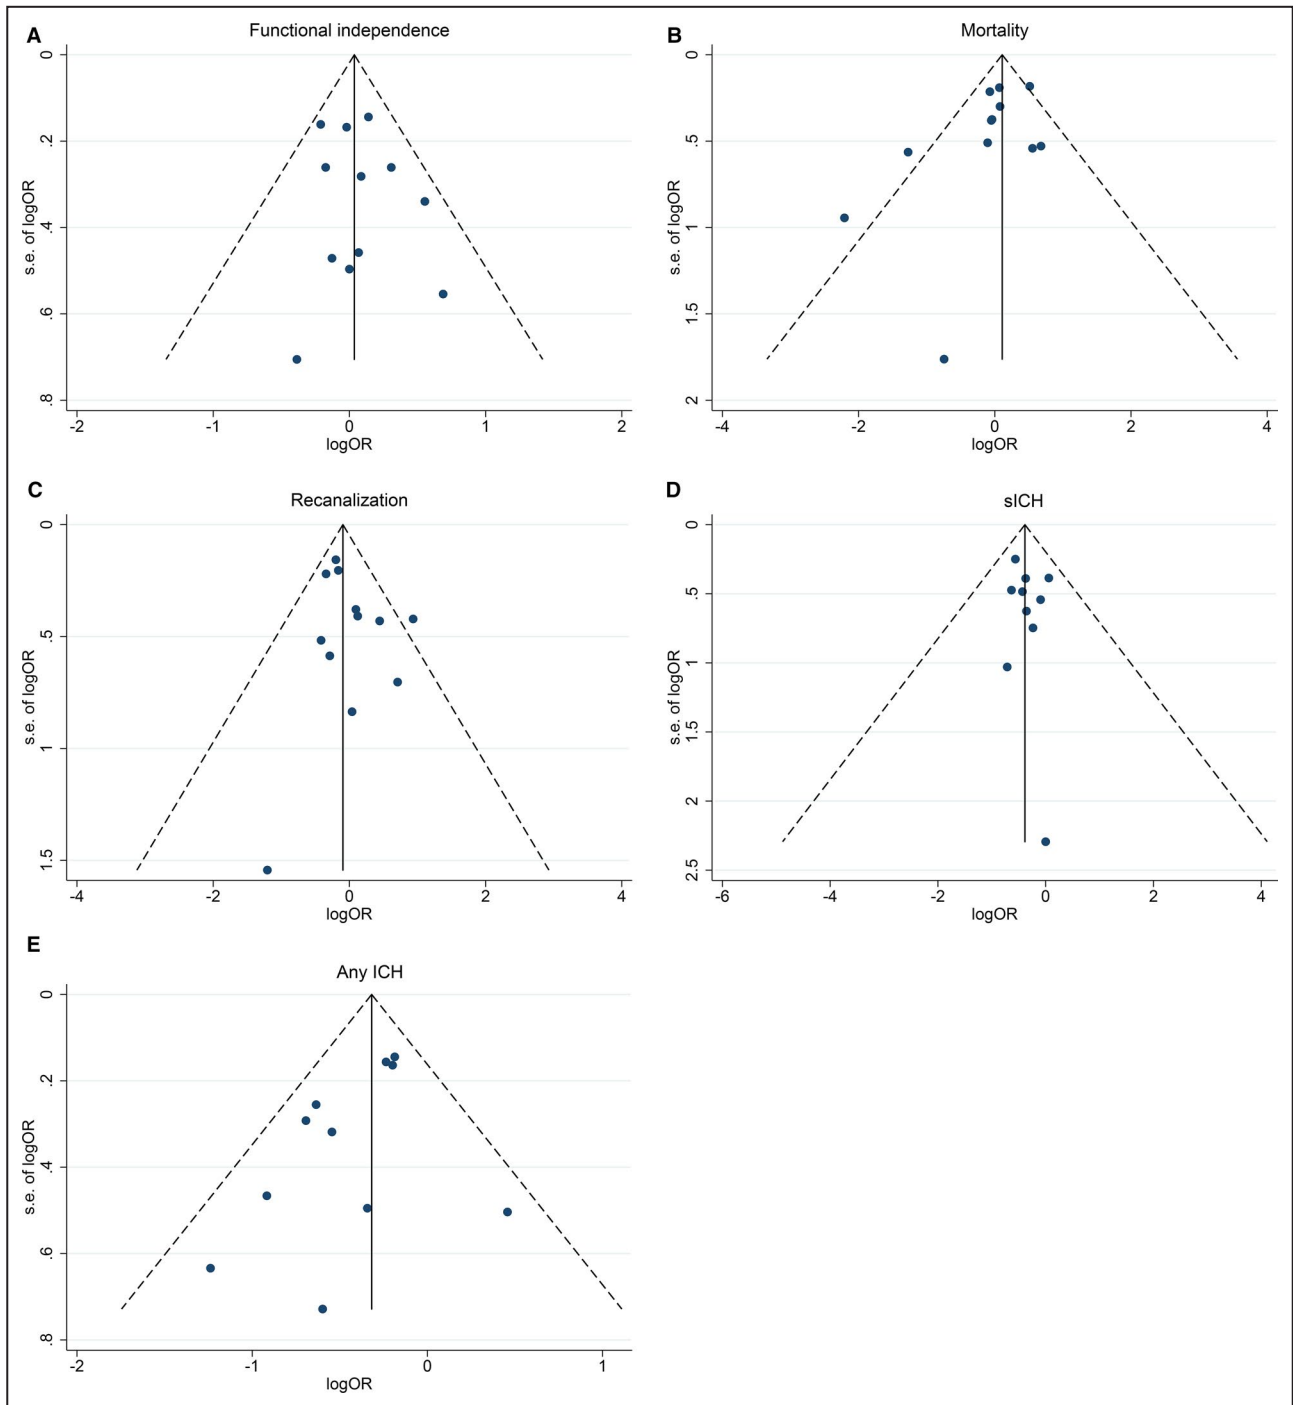 A
Functional independence
0
.2
.4
.6
.8
s.e. of logOR
-2 -1 0 1 2
logOR
B
Mortality
0
.5
1
1.5
2
s.e. of logOR
-4 -2 0 2 4
logOR
C
Recanalization
0
.5
1
1.5
s.e. of logOR
-4 -2 0 2 4
logOR
D
sICH
0
.5
1
1.5
2
2.5
s.e. of logOR
-6 -4 -2 0 2 4
logOR
E
Any ICH
0
.2
.4
.6
.8
s.e. of logOR
-2 -1 0 1
logOR